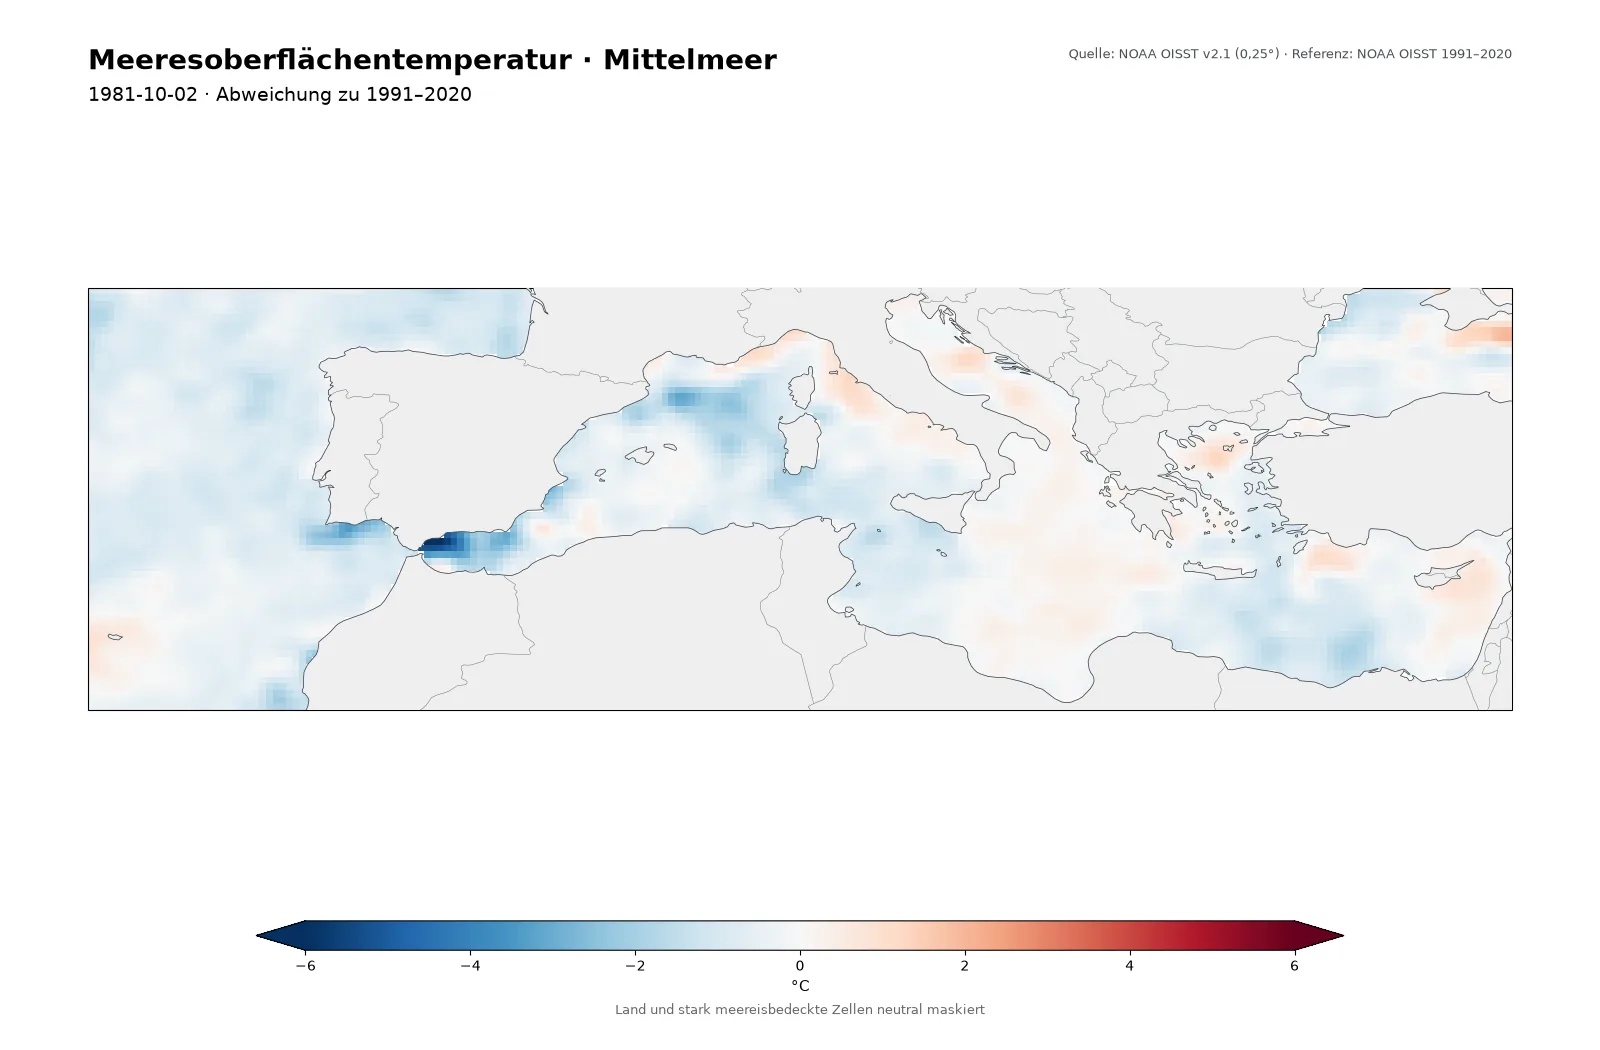 Meeresoberflächentemperatur · Mittelmeer
Quelle: NOAA OISST v2.1 (0,25°) · Referenz: NOAA OISST 1991–2020
1981-10-02 · Abweichung zu 1991–2020
−6 −4 −2 0 2 4 6
°C
Land und stark meereisbedeckte Zellen neutral maskiert